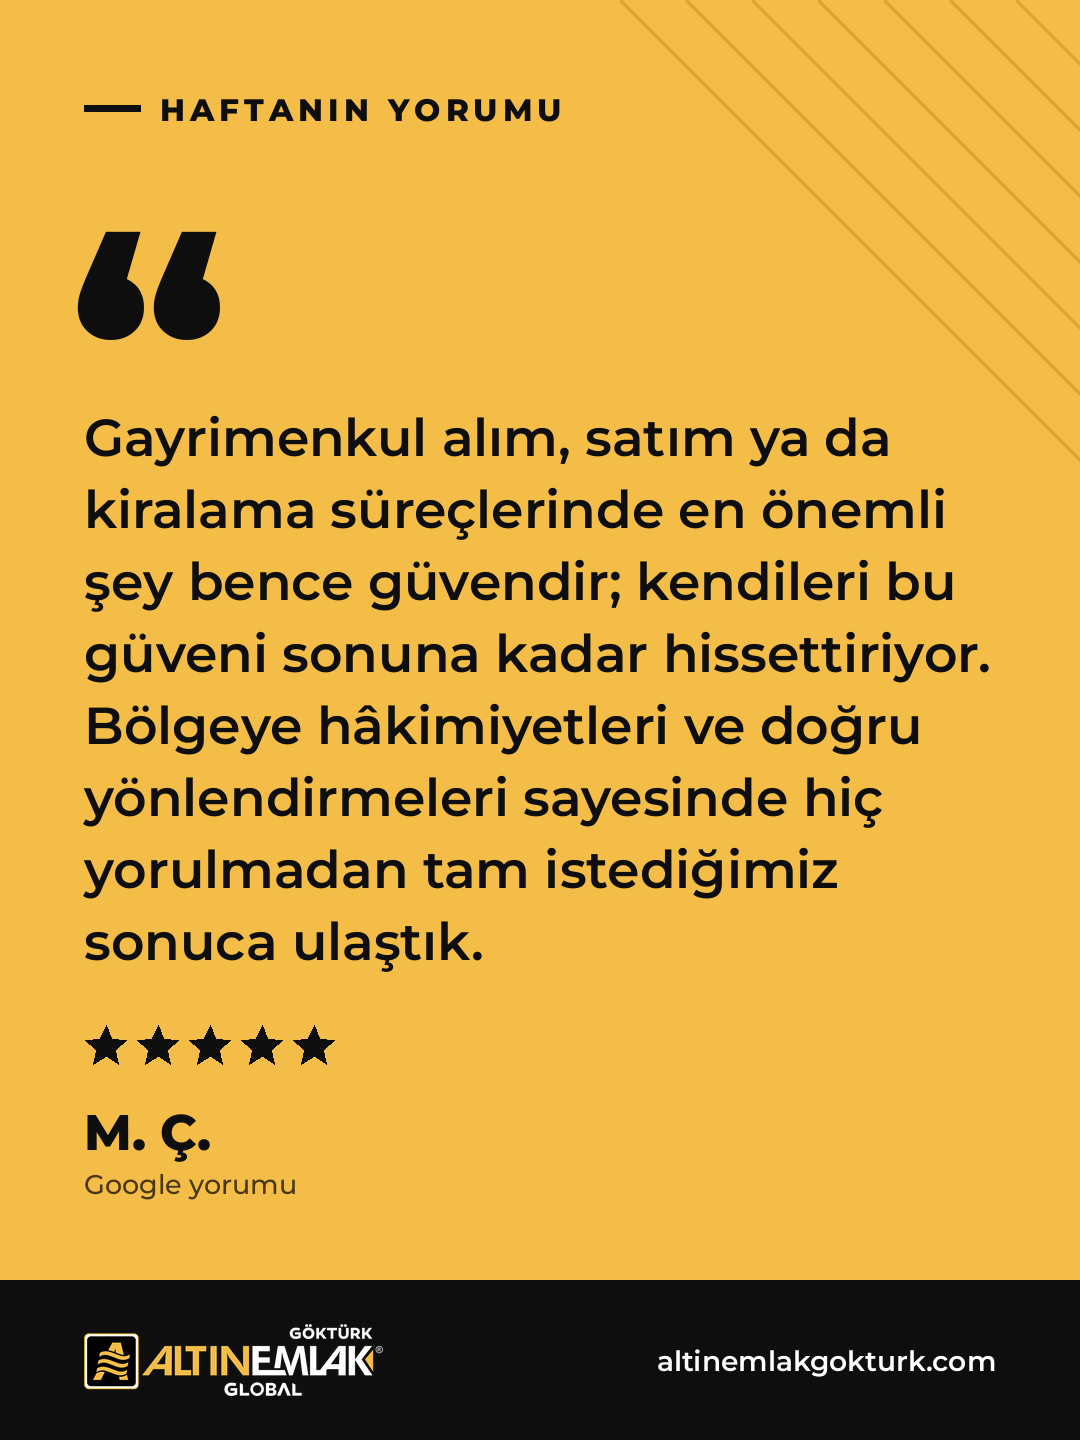 HAFTANIN YORUMU
“
Gayrimenkul alım, satım ya da
kiralama süreçlerinde en önemli
şey bence güvendir; kendileri bu
güveni sonuna kadar hissettiriyor.
Bölgeye hâkimiyetleri ve doğru
yönlendirmeleri sayesinde hiç
yorulmadan tam istediğimiz
sonuca ulaştık.
★★★★★
M. Ç.
Google yorumu
GÖKTÜRK
ALTINEMLAK®
GLOBAL
altinemlakgokturk.com